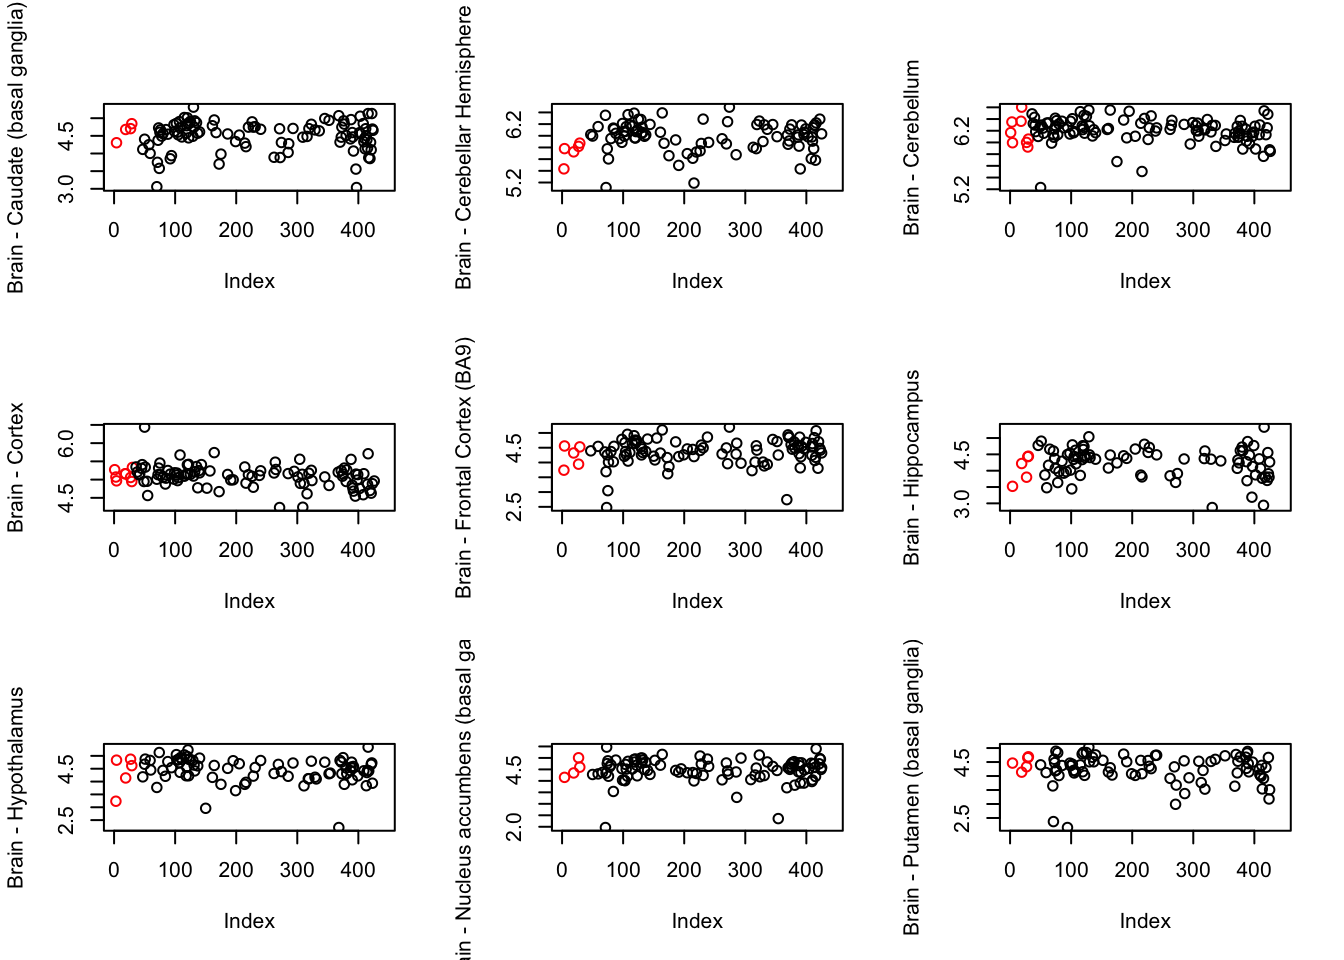 Brain - Caudate (basal ganglia)
3.0 4.5
0 100 200 300 400
Index
Brain - Cerebellar Hemisphere
5.2 6.2
0 100 200 300 400
Index
Brain - Cerebellum
5.2 6.2
0 100 200 300 400
Index
Brain - Cortex
4.5 6.0
0 100 200 300 400
Index
Brain - Frontal Cortex (BA9)
2.5 4.5
0 100 200 300 400
Index
Brain - Hippocampus
3.0 4.5
0 100 200 300 400
Index
Brain - Hypothalamus
2.5 4.5
0 100 200 300 400
Index
ain - Nucleus accumbens (basal ga
2.0 4.5
0 100 200 300 400
Index
Brain - Putamen (basal ganglia)
2.5 4.5
0 100 200 300 400
Index